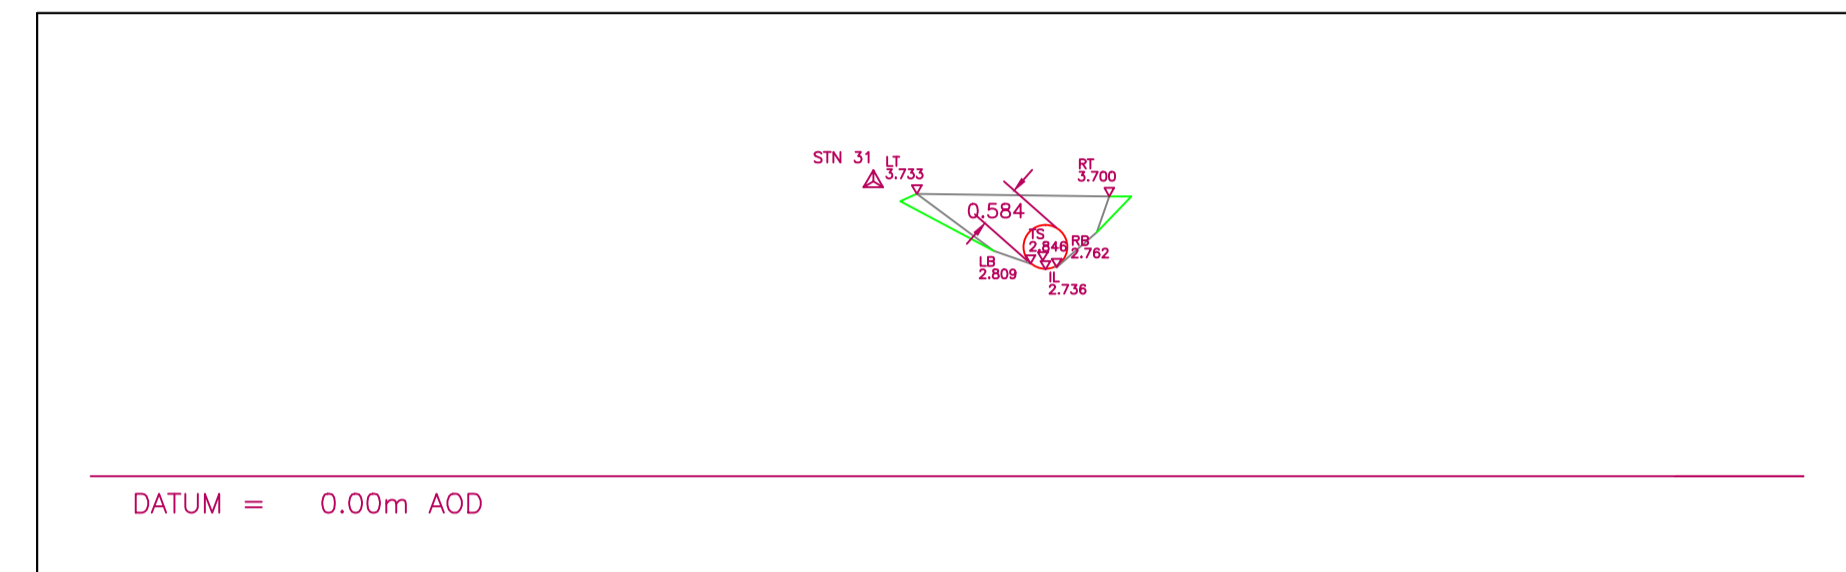 STN 31
LT
3.733
RT
3.700
0.584
TS
2.846
RB
2.762
LB
2.809
IL
2.736
DATUM = 0.00m AOD